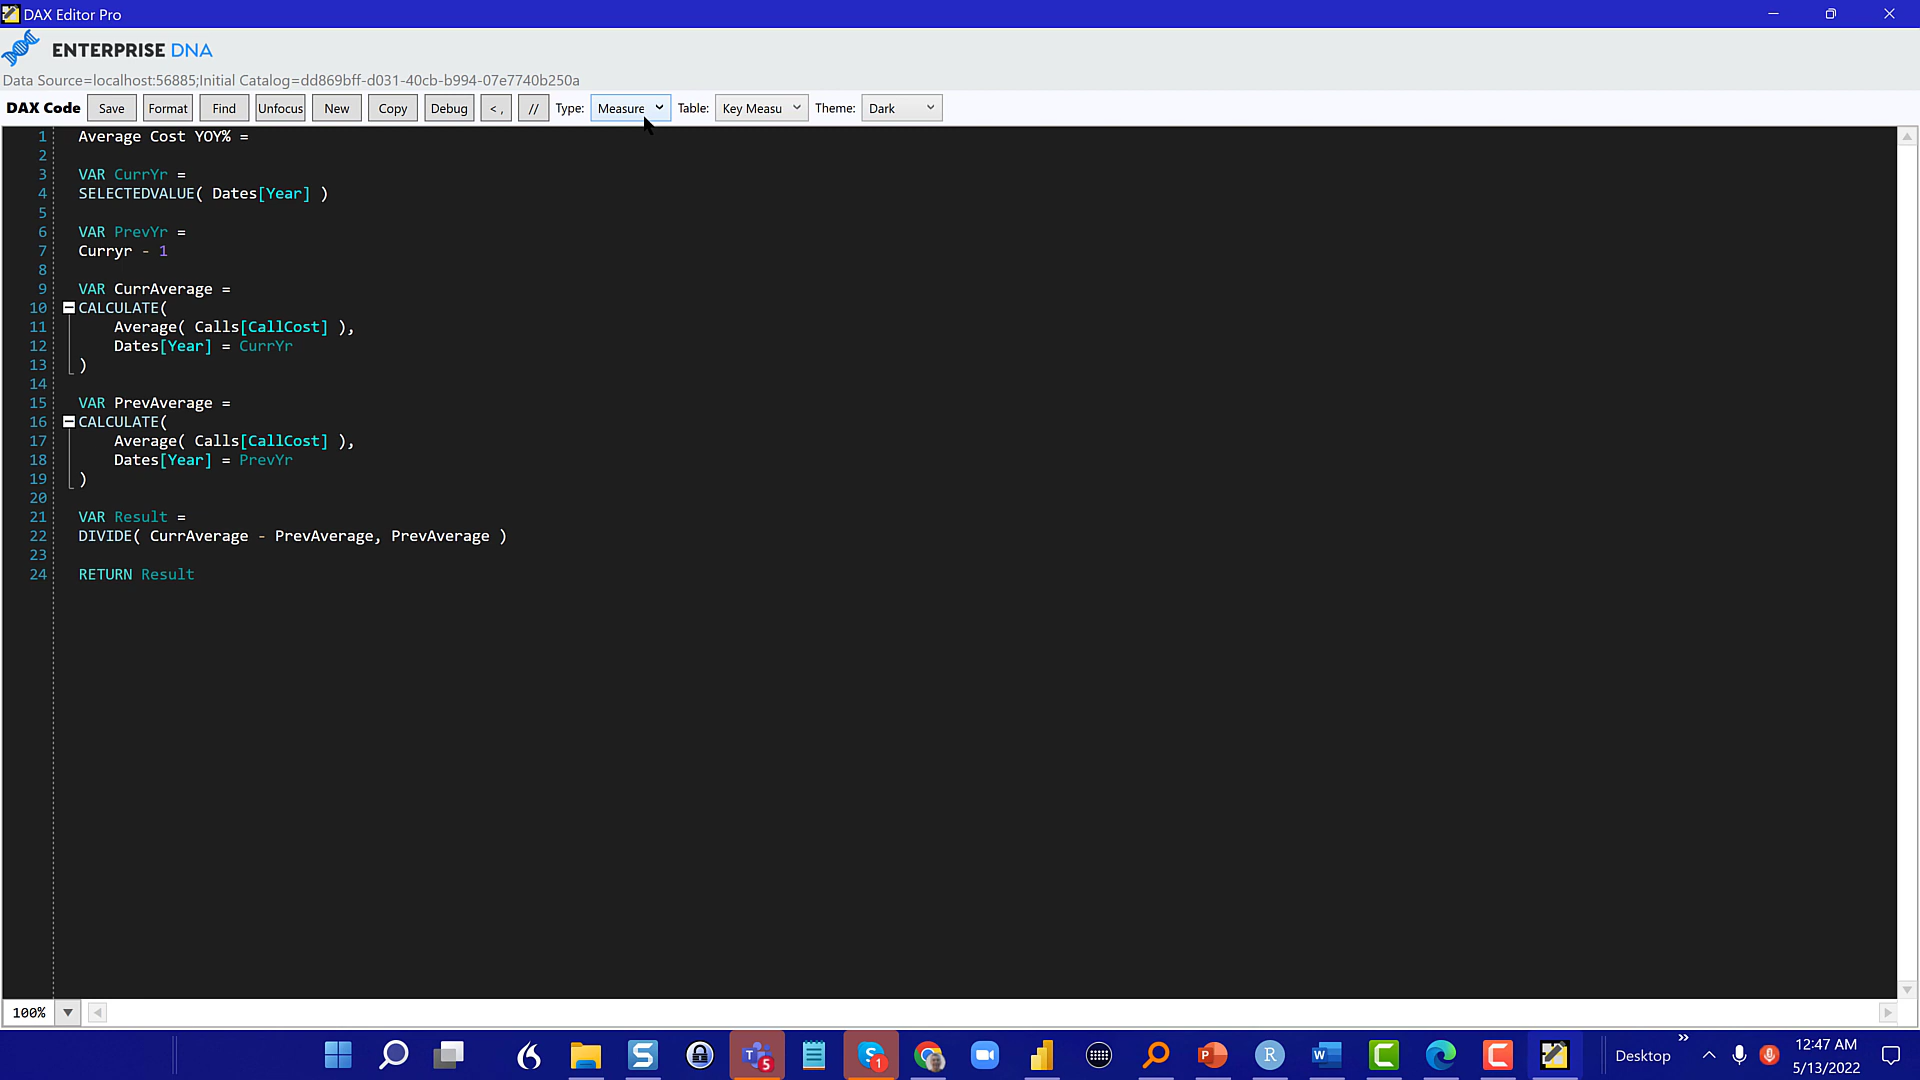 DAX Editor Pro
ENTERPRISE DNA
Data Source=localhost:56885;Initial Catalog=dd869bff-d031-40cb-b994-07e7740b250a
DAX Code Save Format Find Unfocus New Copy Debug < , // Type: Measure Table: Key Measu Theme: Dark
1 Average Cost YOY% =
2
3 VAR CurrYr =
4 SELECTEDVALUE( Dates[Year] )
5
6 VAR PrevYr =
7 Curryr - 1
8
9 VAR CurrAverage =
10 CALCULATE(
11 Average( Calls[CallCost] ),
12 Dates[Year] = CurrYr
13 )
14
15 VAR PrevAverage =
16 CALCULATE(
17 Average( Calls[CallCost] ),
18 Dates[Year] = PrevYr
19 )
20
21 VAR Result =
22 DIVIDE( CurrAverage - PrevAverage, PrevAverage )
23
24 RETURN Result
100%
S T 5 S 1 P R W C C Desktop 12:47 AM
5/13/2022